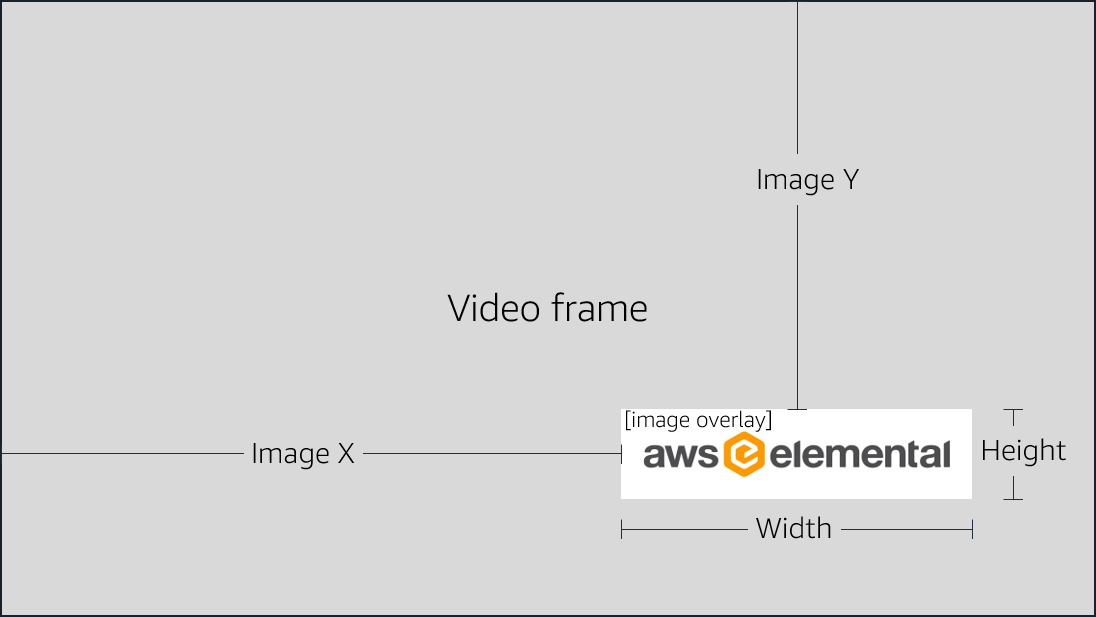 Image Y
Video frame
[image overlay]
Image X
aws elemental
Height
Width